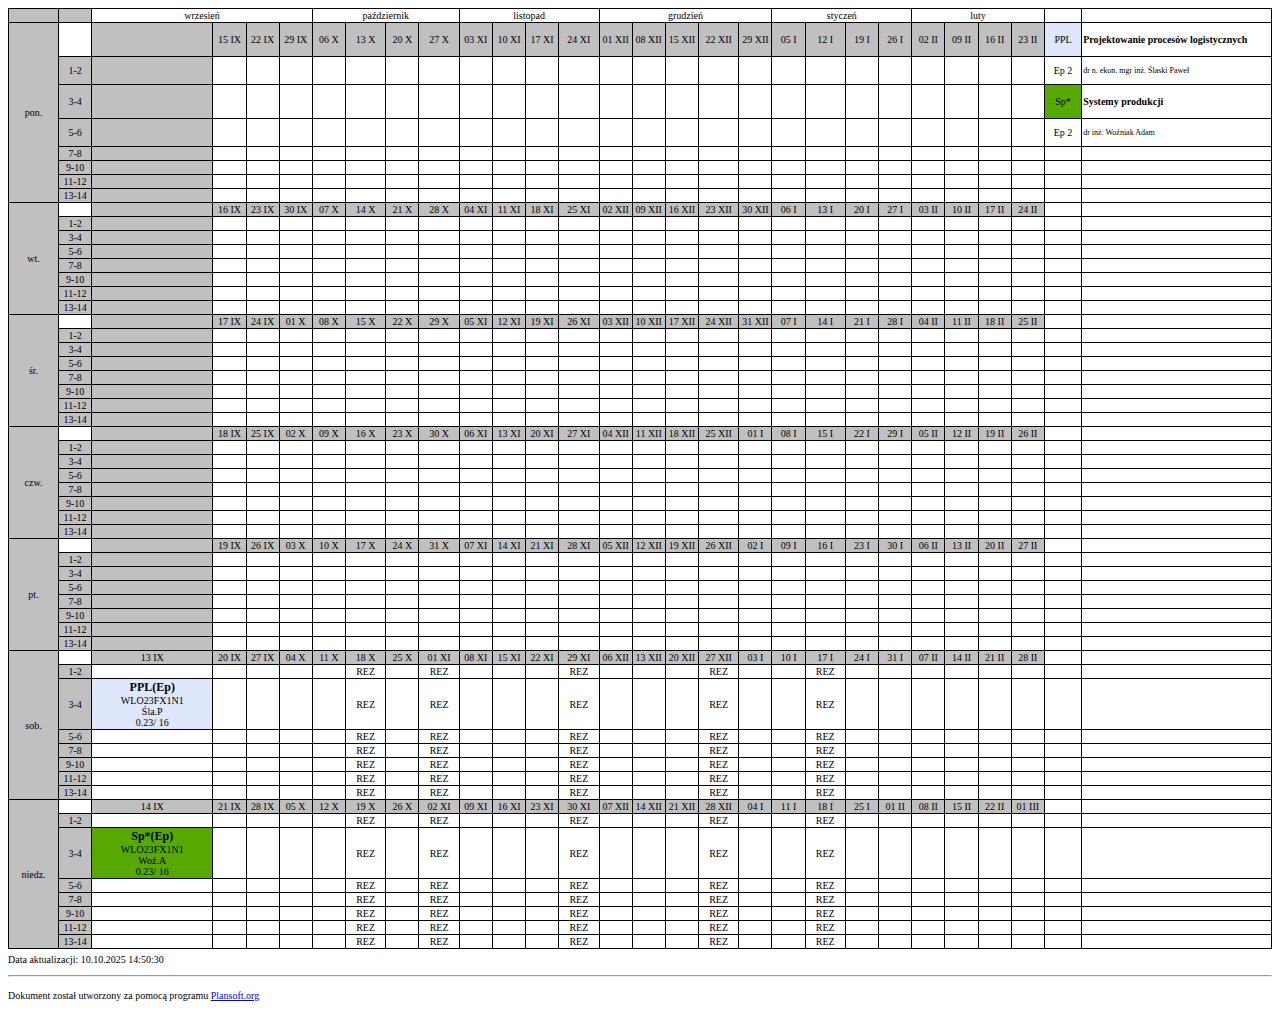 wrzesień październik listopad grudzień styczeń luty
pon. 15 IX 22 IX 29 IX 06 X 13 X 20 X 27 X 03 XI 10 XI 17 XI 24 XI 01 XII 08 XII 15 XII 22 XII 29 XII 05 I 12 I 19 I 26 I 02 II 09 II 16 II 23 II PPL Projektowanie procesów logistycznych
1-2 Ep 2 dr n. ekon. mgr inż. Ślaski Paweł
3-4 Sp* Systemy produkcji
5-6 Ep 2 dr inż. Woźniak Adam
7-8
9-10
11-12
13-14
wt. 16 IX 23 IX 30 IX 07 X 14 X 21 X 28 X 04 XI 11 XI 18 XI 25 XI 02 XII 09 XII 16 XII 23 XII 30 XII 06 I 13 I 20 I 27 I 03 II 10 II 17 II 24 II
1-2
3-4
5-6
7-8
9-10
11-12
13-14
śr. 17 IX 24 IX 01 X 08 X 15 X 22 X 29 X 05 XI 12 XI 19 XI 26 XI 03 XII 10 XII 17 XII 24 XII 31 XII 07 I 14 I 21 I 28 I 04 II 11 II 18 II 25 II
1-2
3-4
5-6
7-8
9-10
11-12
13-14
czw. 18 IX 25 IX 02 X 09 X 16 X 23 X 30 X 06 XI 13 XI 20 XI 27 XI 04 XII 11 XII 18 XII 25 XII 01 I 08 I 15 I 22 I 29 I 05 II 12 II 19 II 26 II
1-2
3-4
5-6
7-8
9-10
11-12
13-14
pt. 19 IX 26 IX 03 X 10 X 17 X 24 X 31 X 07 XI 14 XI 21 XI 28 XI 05 XII 12 XII 19 XII 26 XII 02 I 09 I 16 I 23 I 30 I 06 II 13 II 20 II 27 II
1-2
3-4
5-6
7-8
9-10
11-12
13-14
sob. 13 IX 20 IX 27 IX 04 X 11 X 18 X 25 X 01 XI 08 XI 15 XI 22 XI 29 XI 06 XII 13 XII 20 XII 27 XII 03 I 10 I 17 I 24 I 31 I 07 II 14 II 21 II 28 II
1-2 REZ REZ REZ REZ REZ
PPL(Ep)
WLO23FX1N1
3-4 Śla.P REZ REZ REZ REZ REZ
0.23/ 16
5-6 REZ REZ REZ REZ REZ
7-8 REZ REZ REZ REZ REZ
9-10 REZ REZ REZ REZ REZ
11-12 REZ REZ REZ REZ REZ
13-14 REZ REZ REZ REZ REZ
niedz. 14 IX 21 IX 28 IX 05 X 12 X 19 X 26 X 02 XI 09 XI 16 XI 23 XI 30 XI 07 XII 14 XII 21 XII 28 XII 04 I 11 I 18 I 25 I 01 II 08 II 15 II 22 II 01 III
1-2 REZ REZ REZ REZ REZ
Sp*(Ep)
WLO23FX1N1
3-4 Woź.A REZ REZ REZ REZ REZ
0.23/ 16
5-6 REZ REZ REZ REZ REZ
7-8 REZ REZ REZ REZ REZ
9-10 REZ REZ REZ REZ REZ
11-12 REZ REZ REZ REZ REZ
13-14 REZ REZ REZ REZ REZ
Data aktualizacji: 10.10.2025 14:50:30
Dokument został utworzony za pomocą programu Plansoft.org